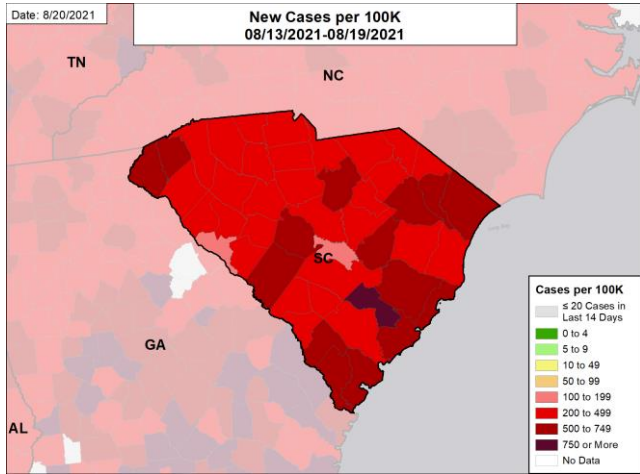 Date: 8/20/2021
New Cases per 100K
08/13/2021-08/19/2021
TN
NC
SC
GA
AL
Cases per 100K
≤ 20 Cases in
Last 14 Days
0 to 4
5 to 9
10 to 49
50 to 99
100 to 199
200 to 499
500 to 749
750 or More
No Data